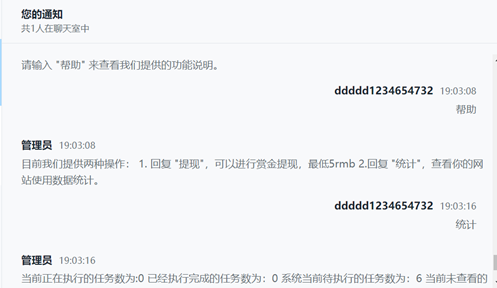 您的通知
共1人在聊天室中
请输入 "帮助" 来查看我们提供的功能说明。
ddddd1234654732 19:03:08
帮助
管理员 19:03:08
目前我们提供两种操作： 1. 回复 "提现"，可以进行赏金提现，最低5rmb 2.回复 "统计"，查看你的网
站使用数据统计。
ddddd1234654732 19:03:16
统计
管理员 19:03:16
当前正在执行的任务数为:0 已经执行完成的任务数为：0 系统当前待执行的任务数为：6 当前未查看的